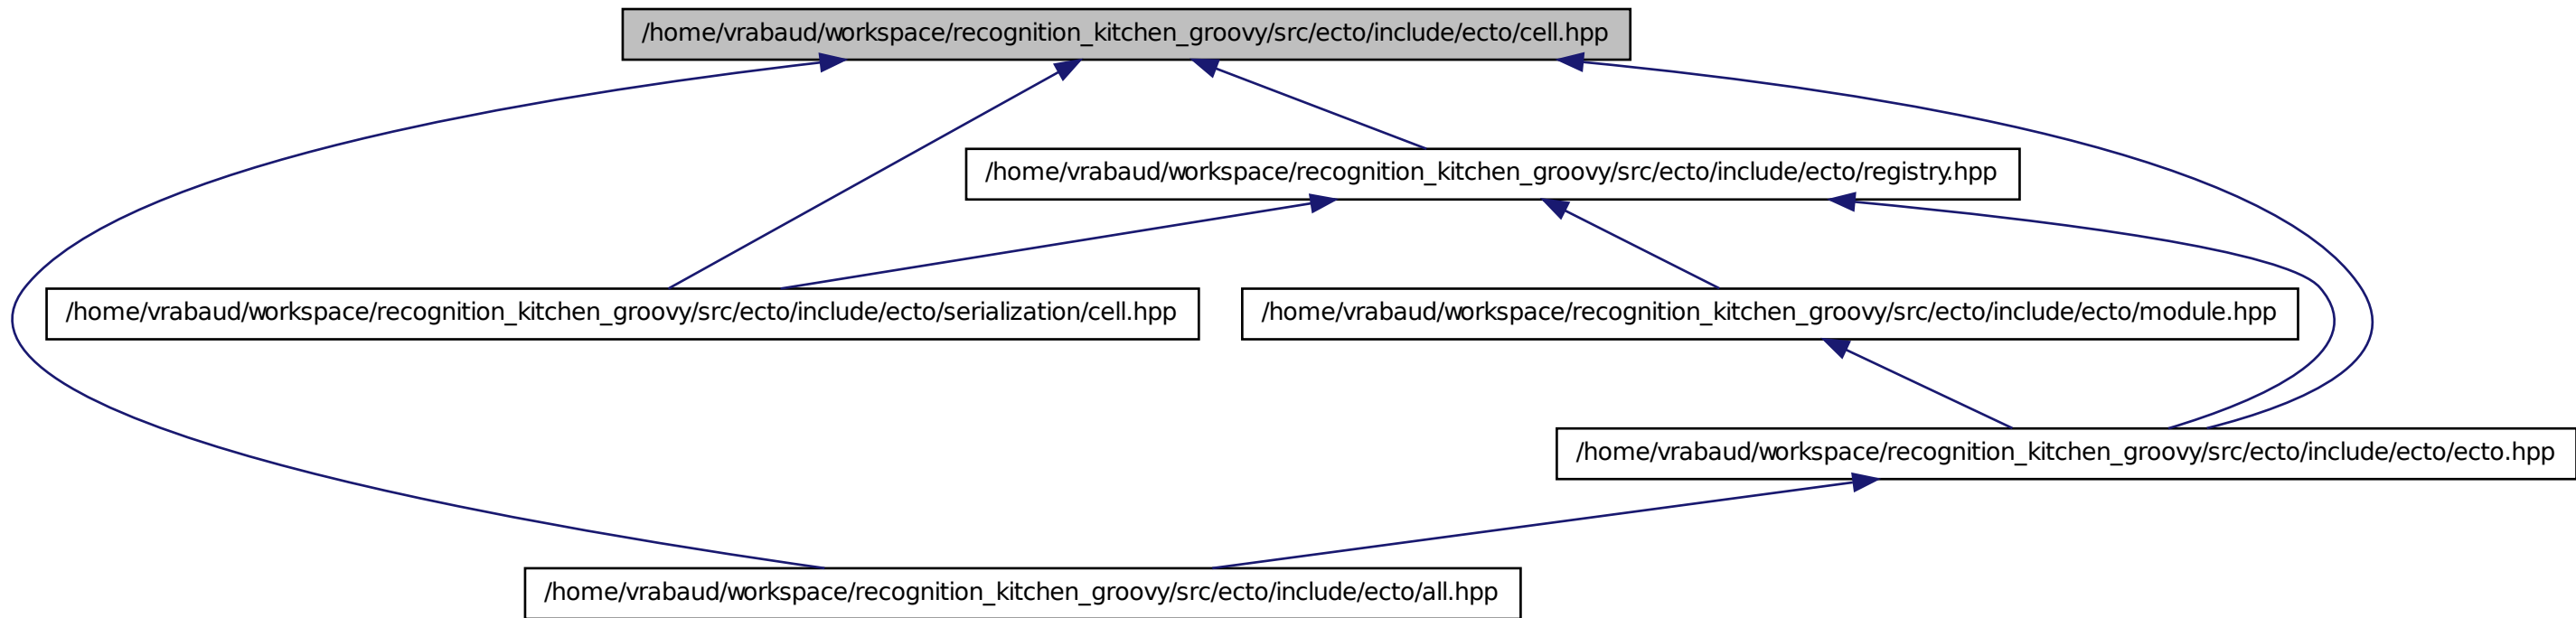 /home/vrabaud/workspace/recognition_kitchen_groovy/src/ecto/include/ecto/cell.hpp
/home/vrabaud/workspace/recognition_kitchen_groovy/src/ecto/include/ecto/registry.hpp
/home/vrabaud/workspace/recognition_kitchen_groovy/src/ecto/include/ecto/serialization/cell.hpp
/home/vrabaud/workspace/recognition_kitchen_groovy/src/ecto/include/ecto/module.hpp
/home/vrabaud/workspace/recognition_kitchen_groovy/src/ecto/include/ecto/ecto.hpp
/home/vrabaud/workspace/recognition_kitchen_groovy/src/ecto/include/ecto/all.hpp